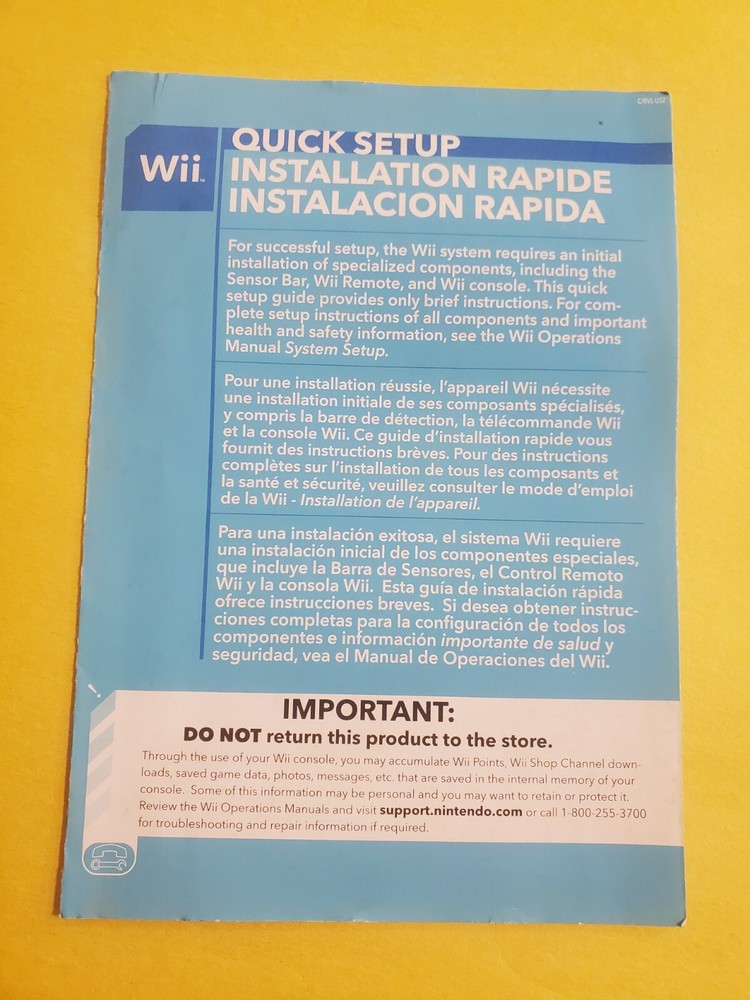 C/RVL-USZ
Wii™
QUICK SETUP
INSTALLATION RAPIDE
INSTALACION RAPIDA
For successful setup, the Wii system requires an initial
installation of specialized components, including the
Sensor Bar, Wii Remote, and Wii console. This quick
setup guide provides only brief instructions. For com-
plete setup instructions of all components and important
health and safety information, see the Wii Operations
Manual System Setup.
Pour une installation réussie, l'appareil Wii nécessite
une installation initiale de ses composants spécialisés,
y compris la barre de détection, la télécommande Wii
et la console Wii. Ce guide d'installation rapide vous
fournit des instructions brèves. Pour des instructions
complètes sur l'installation de tous les composants et
la santé et sécurité, veuillez consulter le mode d'emploi
de la Wii - Installation de l'appareil.
Para una instalación exitosa, el sistema Wii requiere
una instalación inicial de los componentes especiales,
que incluye la Barra de Sensores, el Control Remoto
Wii y la consola Wii. Esta guía de instalación rápida
ofrece instrucciones breves. Si desea obtener instruc-
ciones completas para la configuración de todos los
componentes e información importante de salud y
seguridad, vea el Manual de Operaciones del Wii.
!
IMPORTANT:
DO NOT return this product to the store.
Through the use of your Wii console, you may accumulate Wii Points, Wii Shop Channel down-
loads, saved game data, photos, messages, etc. that are saved in the internal memory of your
console. Some of this information may be personal and you may want to retain or protect it.
Review the Wii Operations Manuals and visit support.nintendo.com or call 1-800-255-3700
for troubleshooting and repair information if required.